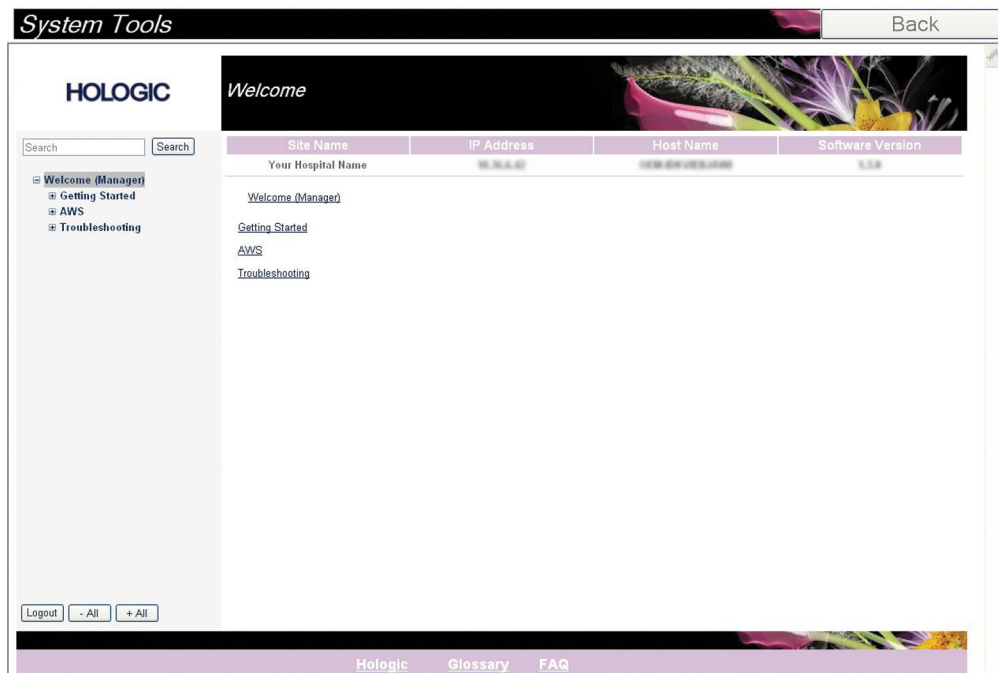 System Tools
Back
HOLOGIC
Welcome
Search
Search
Site Name
IP Address
Host Name
Software Version
Your Hospital Name
Welcome (Manager)
Getting Started
AWS
Troubleshooting
Welcome (Manager)
Getting Started
AWS
Troubleshooting
Logout
- All
+ All
Hologic
Glossary
FAQ